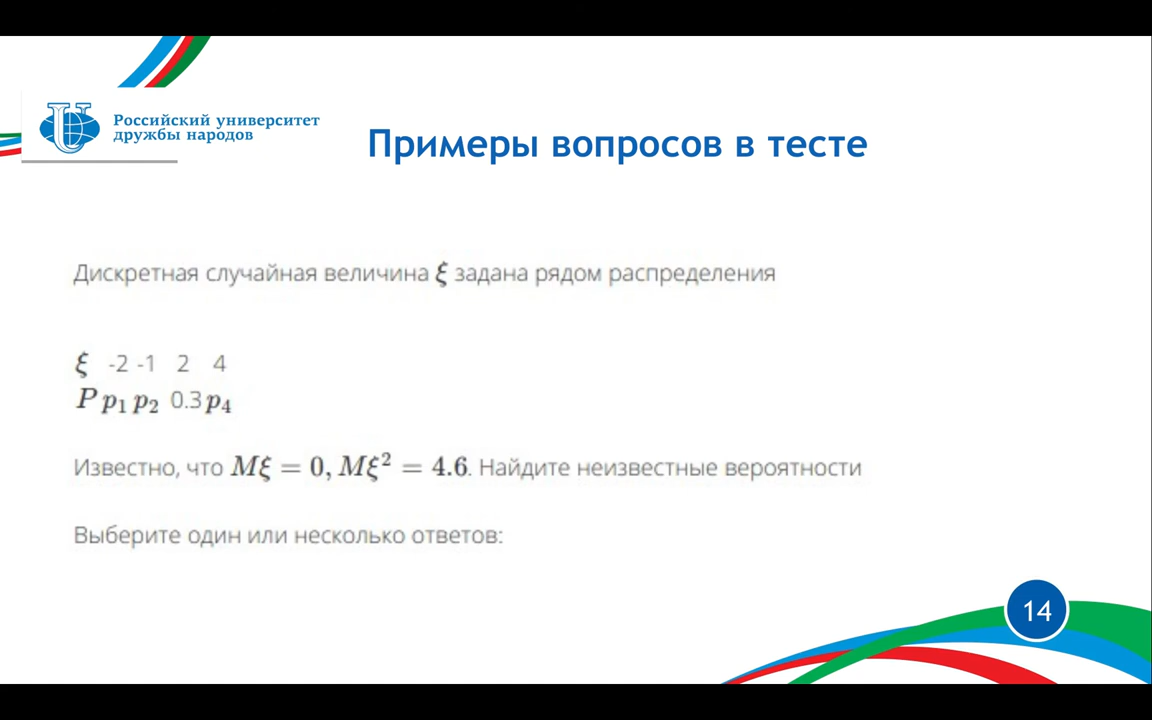 Российский университет
дружбы народов
Примеры вопросов в тесте
Дискретная случайная величина ξ задана рядом распределения
ξ -2 -1 2 4
P p₁ p₂ 0.3 p₄
Известно, что Mξ = 0, Mξ² = 4.6. Найдите неизвестные вероятности
Выберите один или несколько ответов:
14